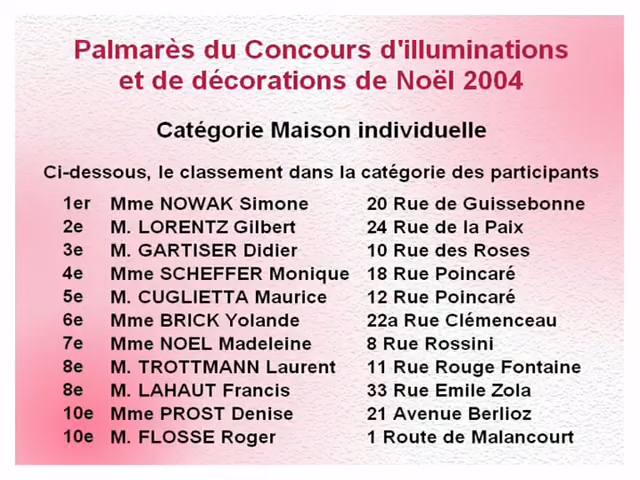 Palmarès du Concours d'illuminations
et de décorations de Noël 2004
Catégorie Maison individuelle
Ci-dessous, le classement dans la catégorie des participants
1er Mme NOWAK Simone 20 Rue de Guissebonne
2e M. LORENTZ Gilbert 24 Rue de la Paix
3e M. GARTISER Didier 10 Rue des Roses
4e Mme SCHEFFER Monique 18 Rue Poincaré
5e M. CUGLIETTA Maurice 12 Rue Poincaré
6e Mme BRICK Yolande 22a Rue Clémenceau
7e Mme NOEL Madeleine 8 Rue Rossini
8e M. TROTTMANN Laurent 11 Rue Rouge Fontaine
8e M. LAHAUT Francis 33 Rue Emile Zola
10e Mme PROST Denise 21 Avenue Berlioz
10e M. FLOSSE Roger 1 Route de Malancourt